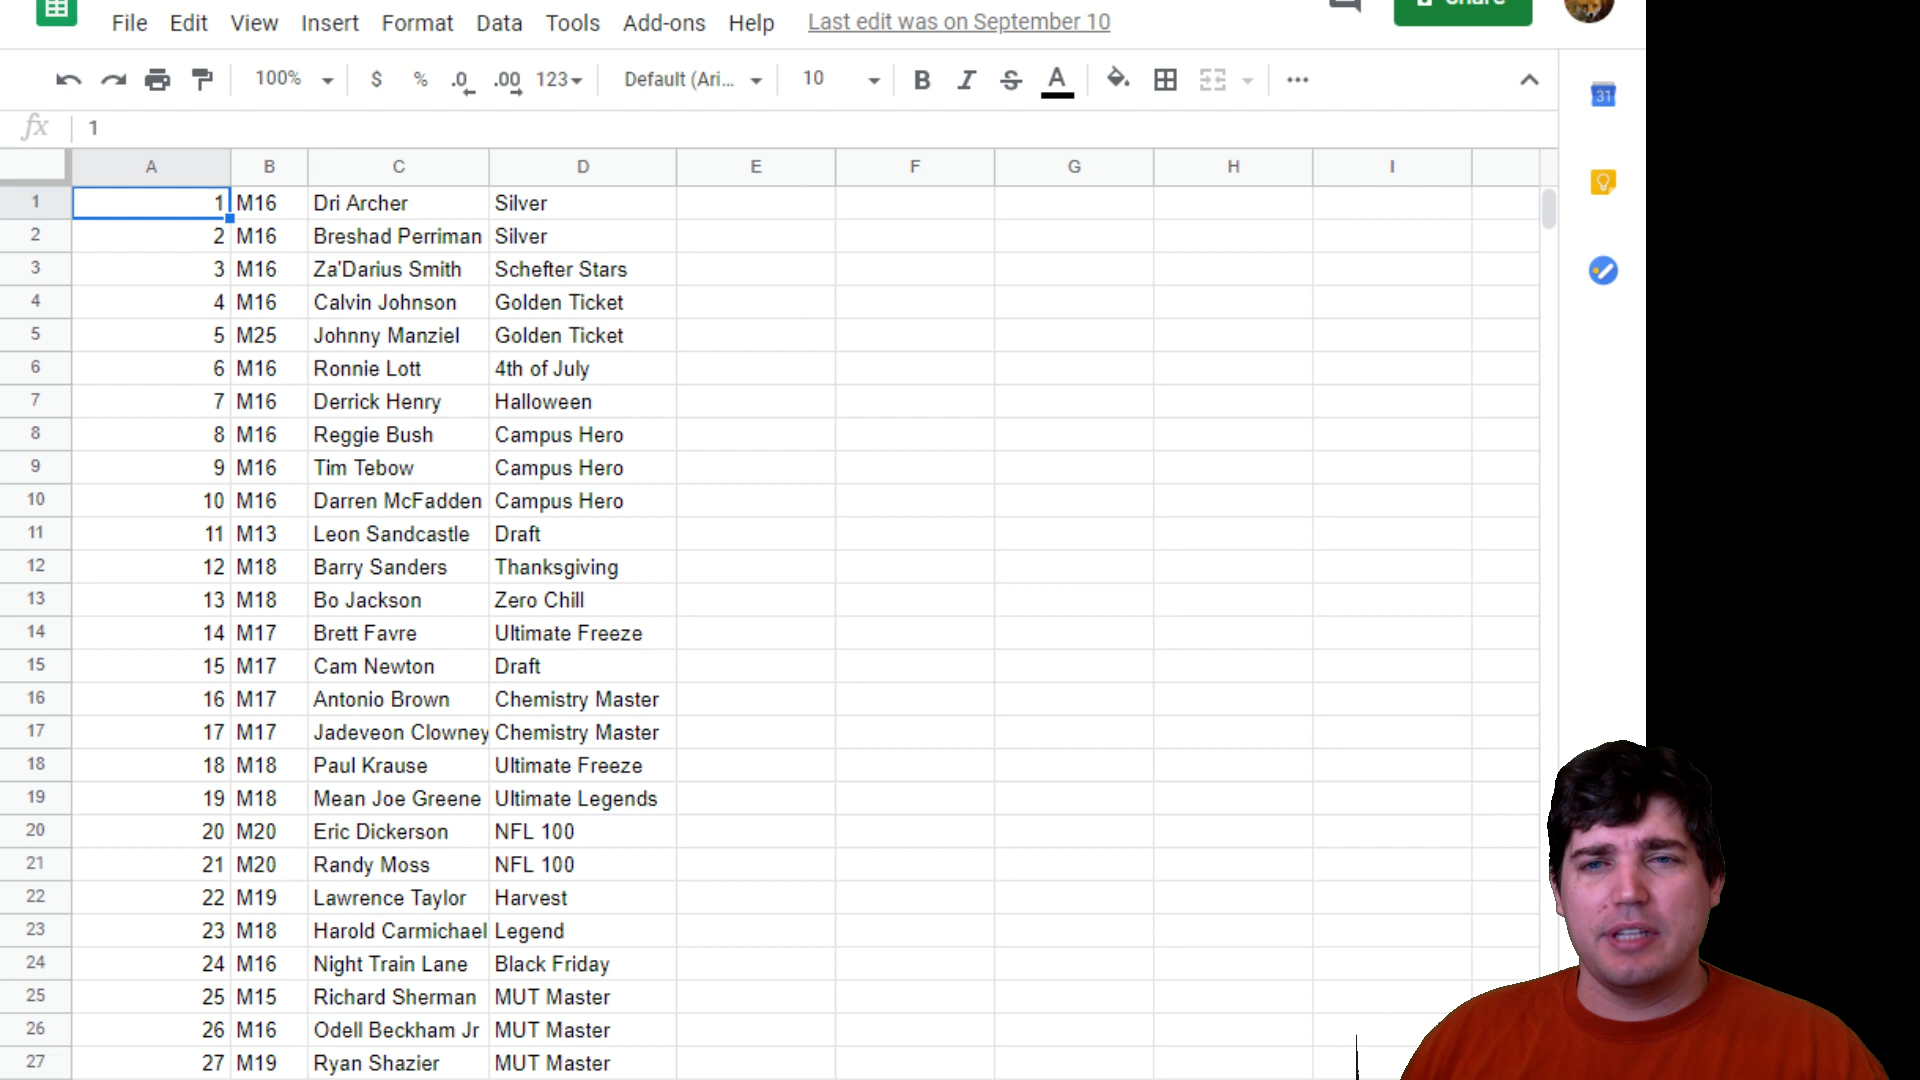 File Edit View Insert Format Data Tools Add-ons Help Last edit was on September 10 Share
100% $ % .0 .00 123 Default (Ari... 10 B I S A ... 31
fx 1
A B C D E F G H I
1 1 M16 Dri Archer Silver
2 2 M16 Breshad Perriman Silver
3 3 M16 Za'Darius Smith Schefter Stars
4 4 M16 Calvin Johnson Golden Ticket
5 5 M25 Johnny Manziel Golden Ticket
6 6 M16 Ronnie Lott 4th of July
7 7 M16 Derrick Henry Halloween
8 8 M16 Reggie Bush Campus Hero
9 9 M16 Tim Tebow Campus Hero
10 10 M16 Darren McFadden Campus Hero
11 11 M13 Leon Sandcastle Draft
12 12 M18 Barry Sanders Thanksgiving
13 13 M18 Bo Jackson Zero Chill
14 14 M17 Brett Favre Ultimate Freeze
15 15 M17 Cam Newton Draft
16 16 M17 Antonio Brown Chemistry Master
17 17 M17 Jadeveon Clowney Chemistry Master
18 18 M18 Paul Krause Ultimate Freeze
19 19 M18 Mean Joe Greene Ultimate Legends
20 20 M20 Eric Dickerson NFL 100
21 21 M20 Randy Moss NFL 100
22 22 M19 Lawrence Taylor Harvest
23 23 M18 Harold Carmichael Legend
24 24 M16 Night Train Lane Black Friday
25 25 M15 Richard Sherman MUT Master
26 26 M16 Odell Beckham Jr MUT Master
27 27 M19 Ryan Shazier MUT Master